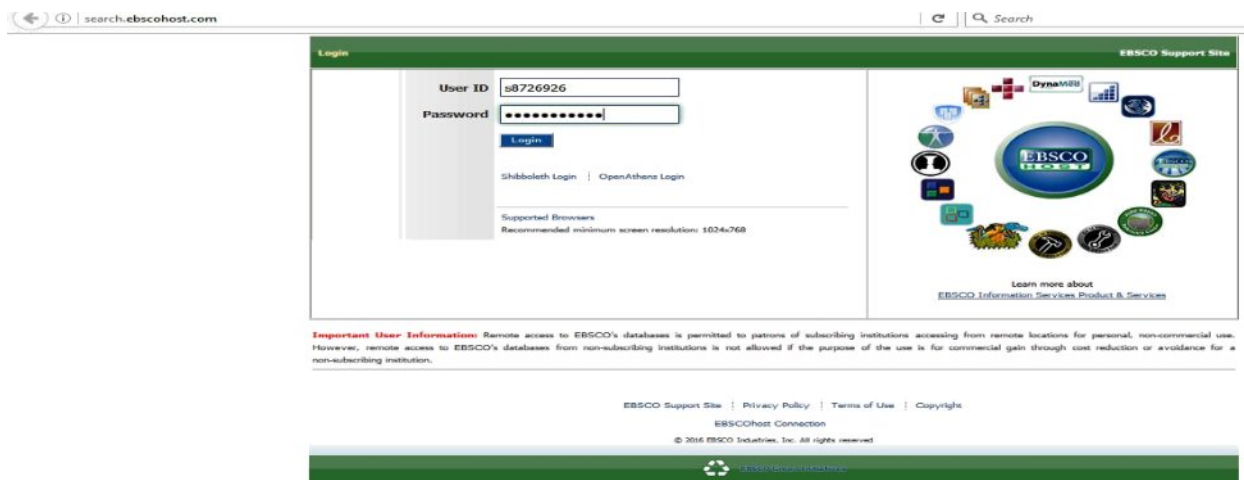 search.ebscohost.com
Search
Login
EBSCO Support Site
User ID
s8726926
Password
Login
Shibboleth Login | OpenAthens Login
Supported Browsers
Recommended minimum screen resolution: 1024x768
DynaMed
EBSCO
HOST
Learn more about
EBSCO Information Services Product & Services
Important User Information: Remote access to EBSCO's databases is permitted to patrons of subscribing institutions accessing from remote locations for personal, non-commercial use.
However, remote access to EBSCO's databases from non-subscribing institutions is not allowed if the purpose of the use is for commercial gain through cost reduction or avoidance for a
non-subscribing institution.
EBSCO Support Site | Privacy Policy | Terms of Use | Copyright
EBSCOhost Connection
© 2016 EBSCO Industries, Inc. All rights reserved